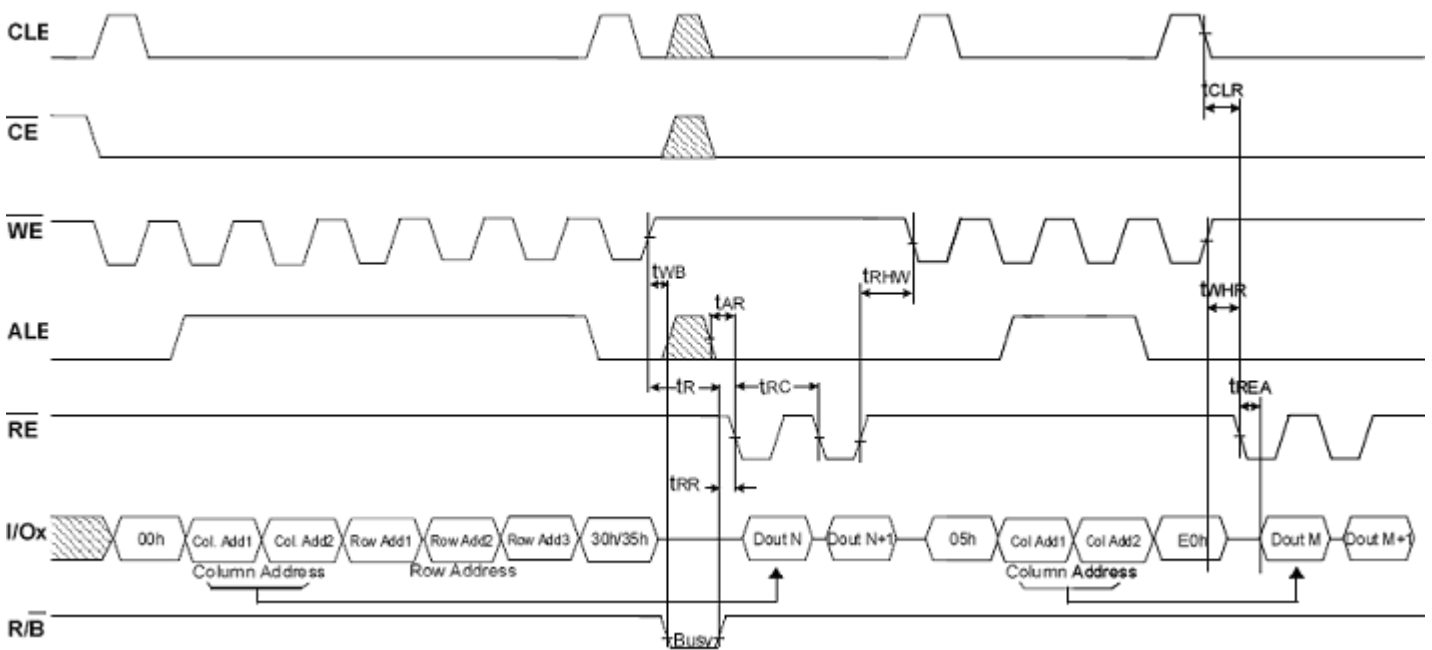 CLE
tCLR
CE
WE
tWB
tRHW
tWHR
tAR
ALE
tR
tRC
tREA
RE
tRR
I/Ox
00h Col. Add1 Col. Add2 Row Add1 Row Add2 Row Add3 30h/35h Dout N Dout N+1 05h Col Add1 Col Add2 E0h Dout M Dout M+1
Column Address Row Address Column Address
R/B
Busy